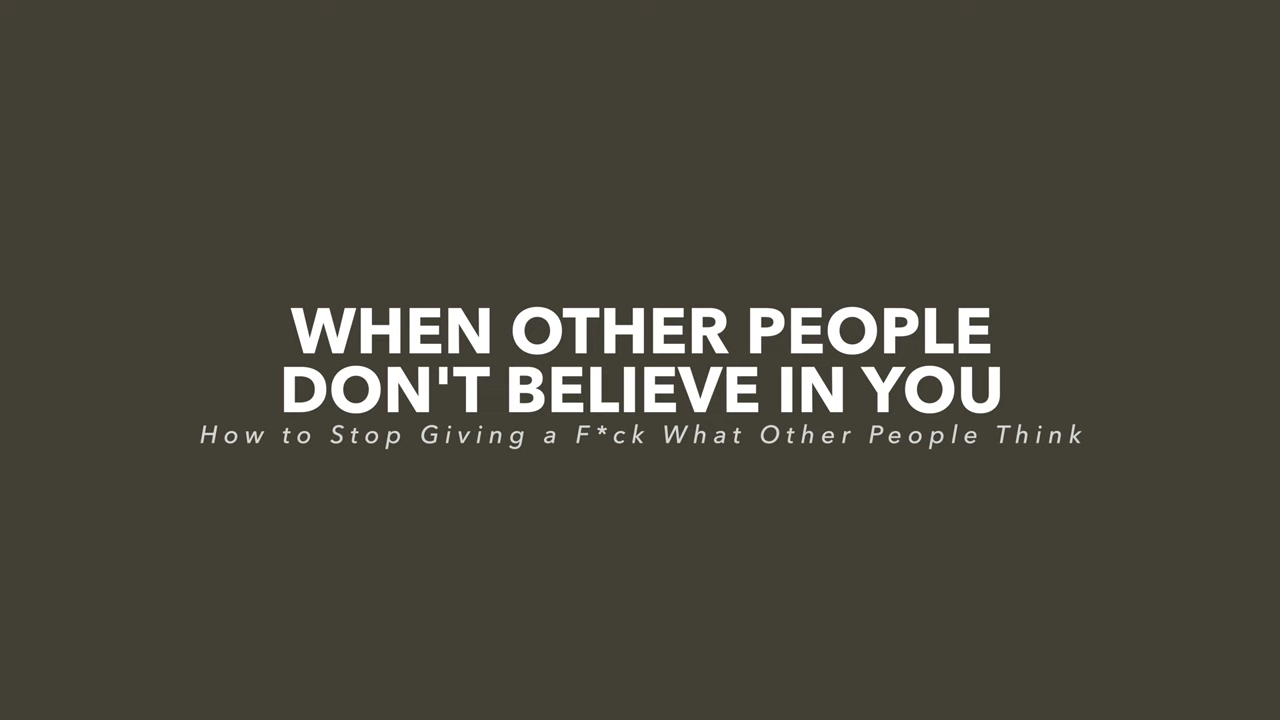 WHEN OTHER PEOPLE
DON'T BELIEVE IN YOU
How to Stop Giving a F*ck What Other People Think